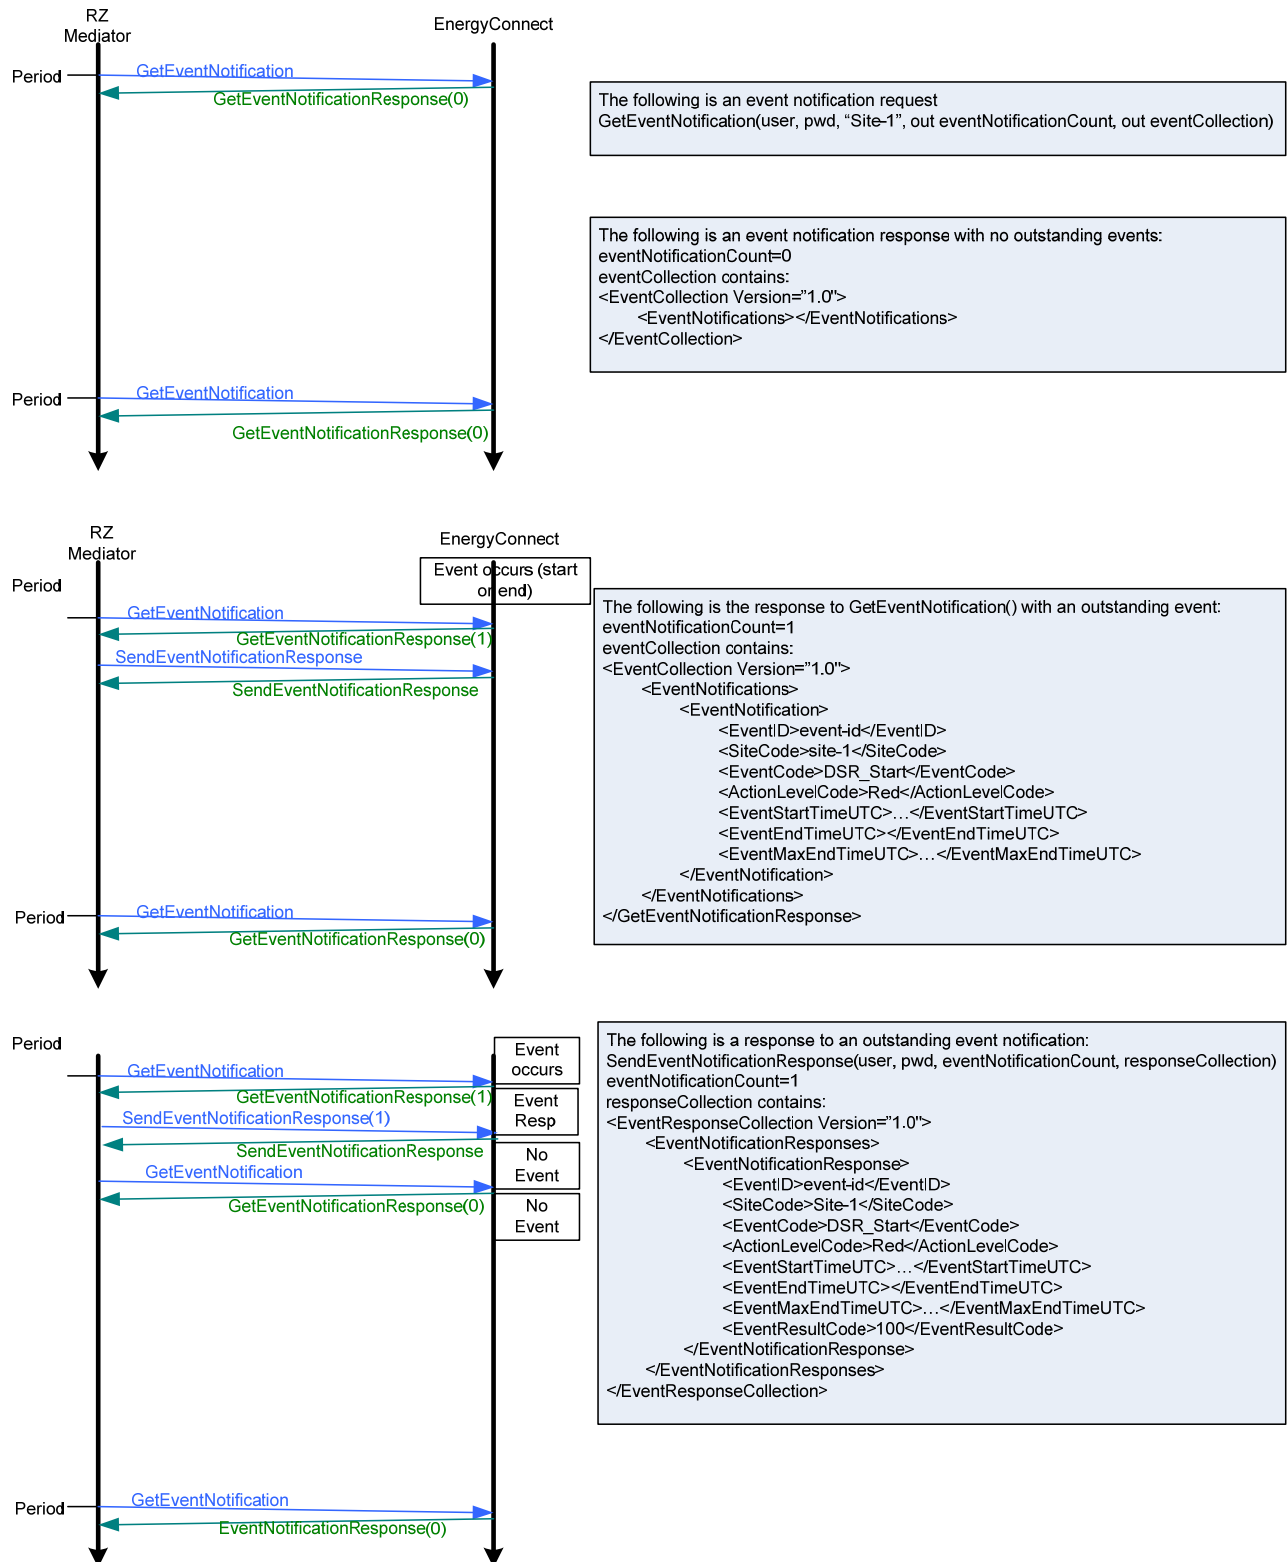 RZ
Mediator
EnergyConnect
Period
GetEventNotification
GetEventNotificationResponse(0)
The following is an event notification request
GetEventNotification(user, pwd, “Site-1”, out eventNotificationCount, out eventCollection)
The following is an event notification response with no outstanding events:
eventNotificationCount=0
eventCollection contains:
<EventCollection Version=”1.0">
<EventNotifications></EventNotifications>
</EventCollection>
Period
GetEventNotification
GetEventNotificationResponse(0)
RZ
Mediator
EnergyConnect
Event occurs (start
or end)
Period
GetEventNotification
GetEventNotificationResponse(1)
SendEventNotificationResponse
SendEventNotificationResponse
The following is the response to GetEventNotification() with an outstanding event:
eventNotificationCount=1
eventCollection contains:
<EventCollection Version=”1.0">
<EventNotifications>
<EventNotification>
<EventID>event-id</EventID>
<SiteCode>site-1</SiteCode>
<EventCode>DSR_Start</EventCode>
<ActionLevelCode>Red</ActionLevelCode>
<EventStartTimeUTC>…</EventStartTimeUTC>
<EventEndTimeUTC></EventEndTimeUTC>
<EventMaxEndTimeUTC>…</EventMaxEndTimeUTC>
</EventNotification>
</EventNotifications>
</GetEventNotificationResponse>
Period
GetEventNotification
GetEventNotificationResponse(0)
Period
Event
occurs
GetEventNotification
GetEventNotificationResponse(1)
Event
Resp
SendEventNotificationResponse(1)
SendEventNotificationResponse
No
Event
GetEventNotification
GetEventNotificationResponse(0)
No
Event
The following is a response to an outstanding event notification:
SendEventNotificationResponse(user, pwd, eventNotificationCount, responseCollection)
eventNotificationCount=1
responseCollection contains:
<EventResponseCollection Version=”1.0">
<EventNotificationResponses>
<EventNotificationResponse>
<EventID>event-id</EventID>
<SiteCode>Site-1</SiteCode>
<EventCode>DSR_Start</EventCode>
<ActionLevelCode>Red</ActionLevelCode>
<EventStartTimeUTC>…</EventStartTimeUTC>
<EventEndTimeUTC></EventEndTimeUTC>
<EventMaxEndTimeUTC>…</EventMaxEndTimeUTC>
<EventResultCode>100</EventResultCode>
</EventNotificationResponse>
</EventNotificationResponses>
</EventResponseCollection>
Period
GetEventNotification
EventNotificationResponse(0)